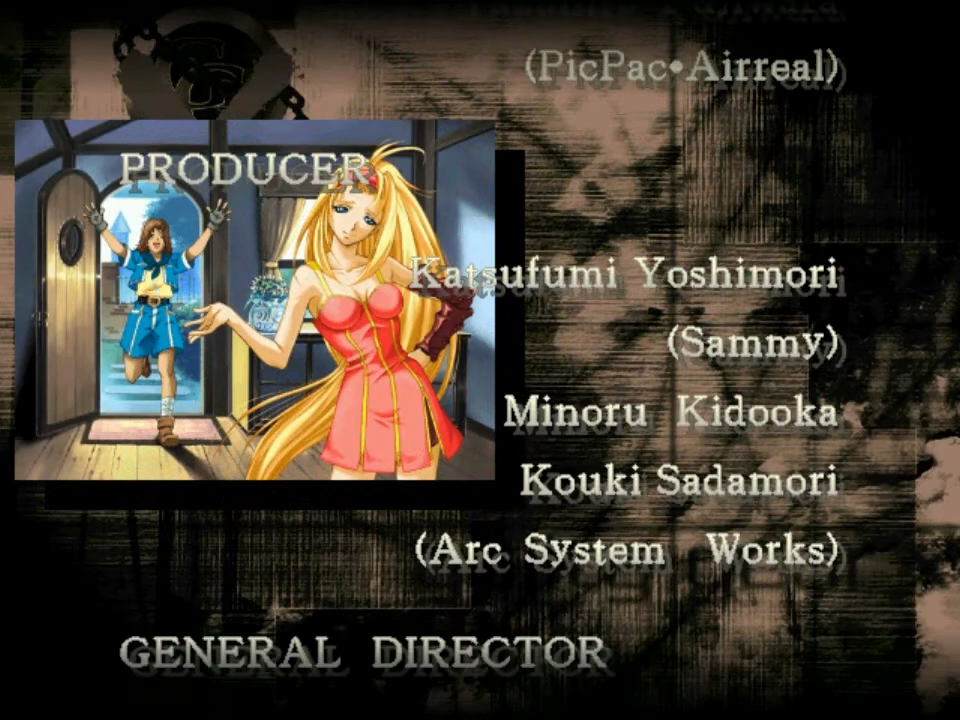 (PicPac•Airreal)
PRODUCER
Katsufumi Yoshimori
(Sammy)
Minoru Kidooka
Kouki Sadamori
(Arc System Works)
GENERAL DIRECTOR